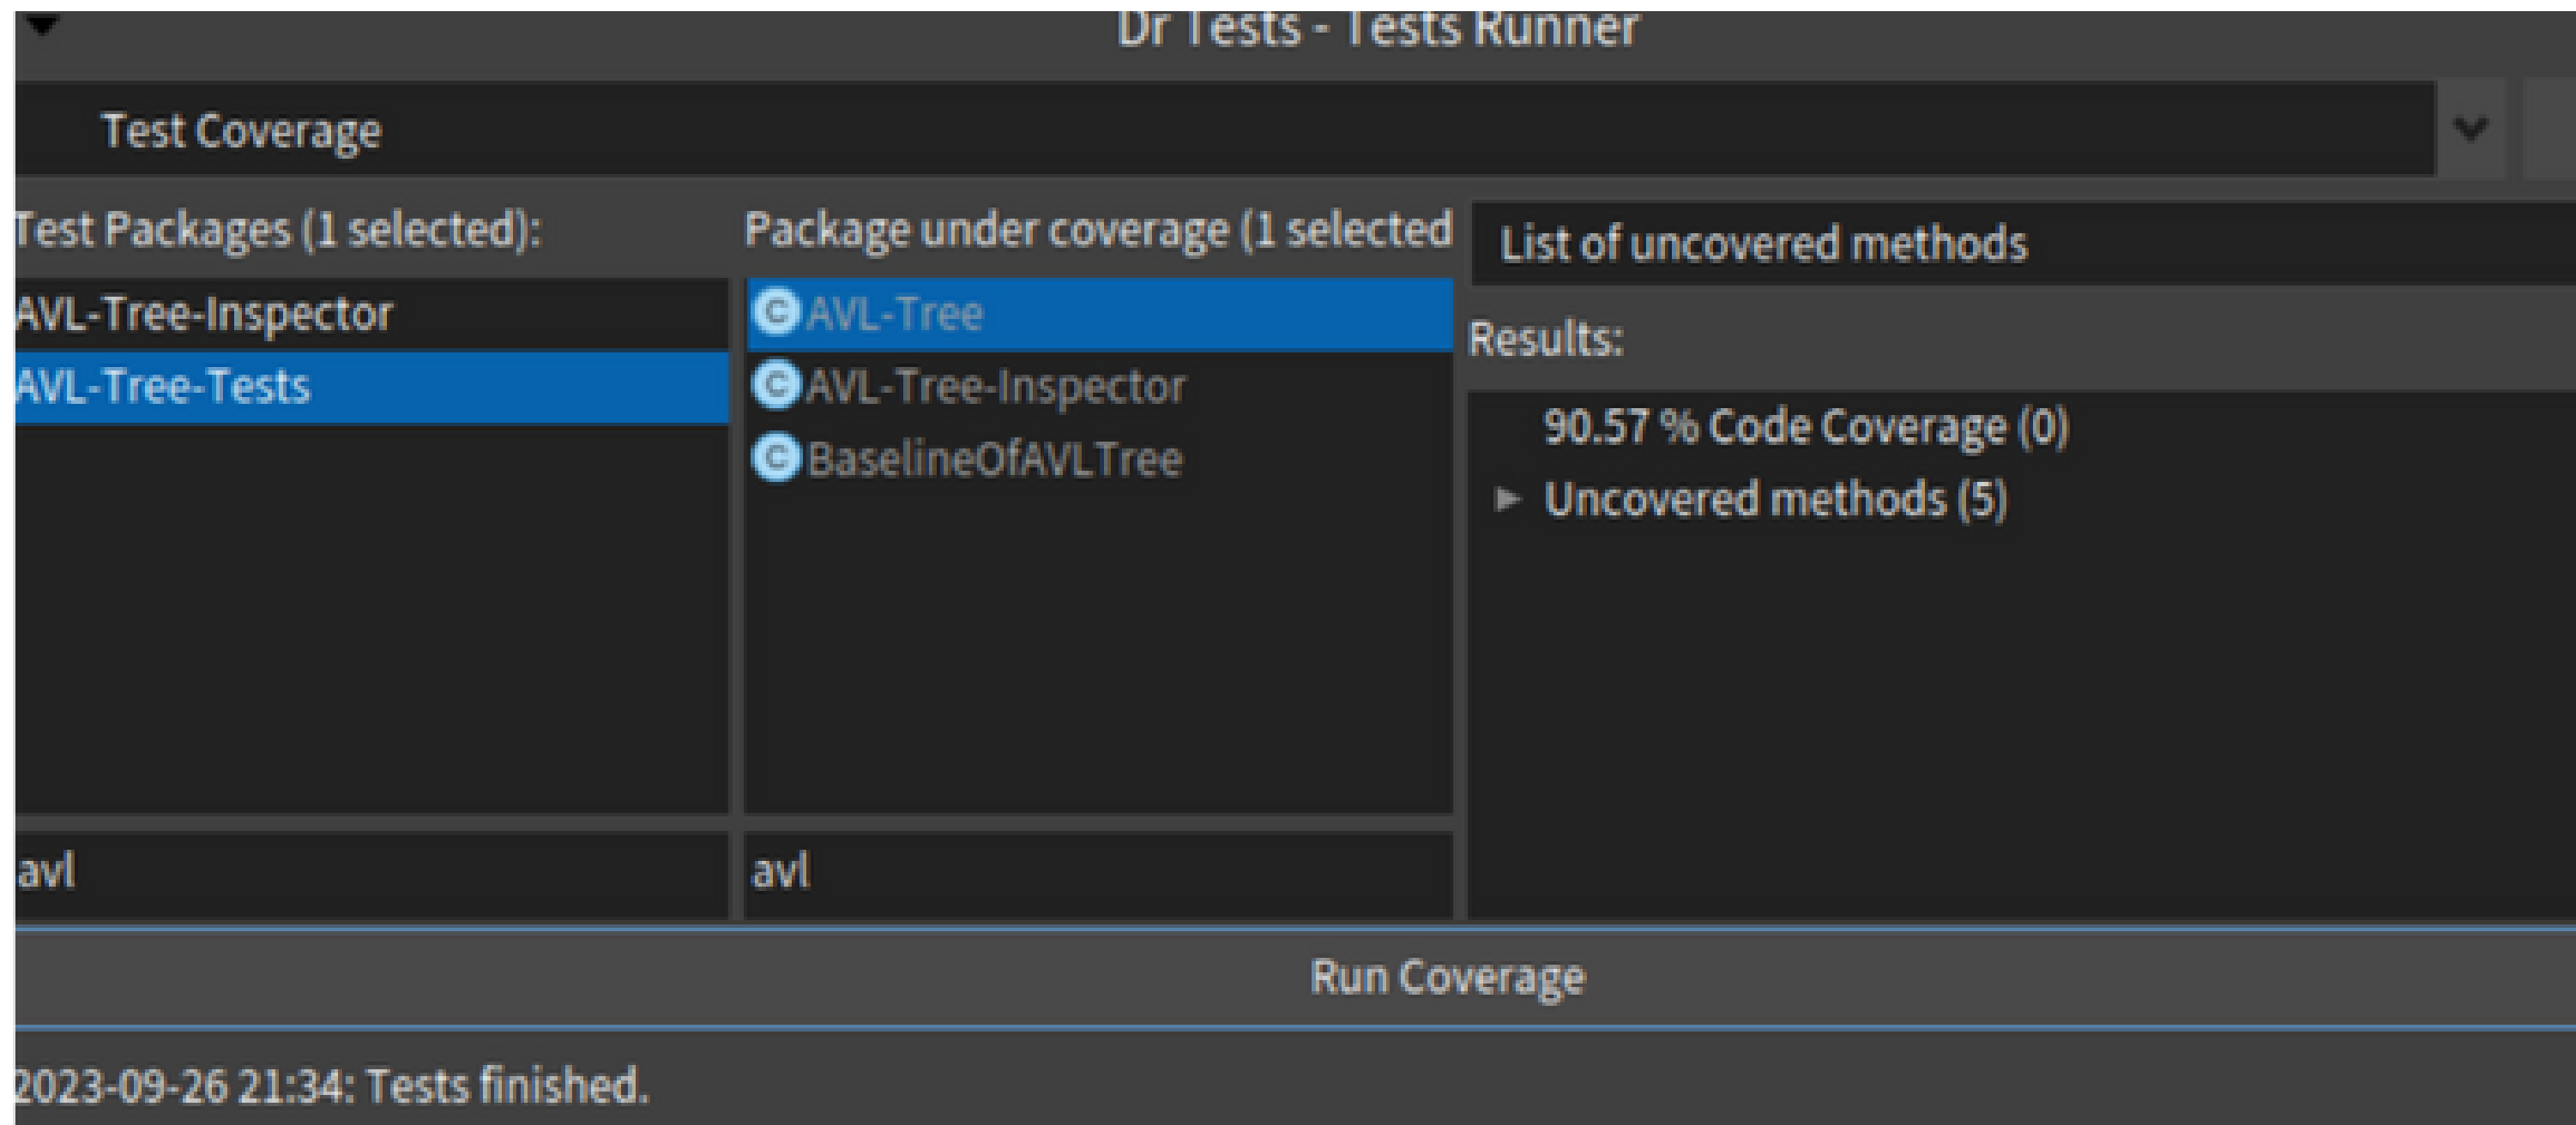 Dr Tests - Tests Runner
Test Coverage
Test Packages (1 selected):
AVL-Tree-Inspector
AVL-Tree-Tests
avl
Package under coverage (1 selected
AVL-Tree
AVL-Tree-Inspector
BaselineOfAVLTree
avl
List of uncovered methods
Results:
90.57 % Code Coverage (0)
Uncovered methods (5)
Run Coverage
2023-09-26 21:34: Tests finished.